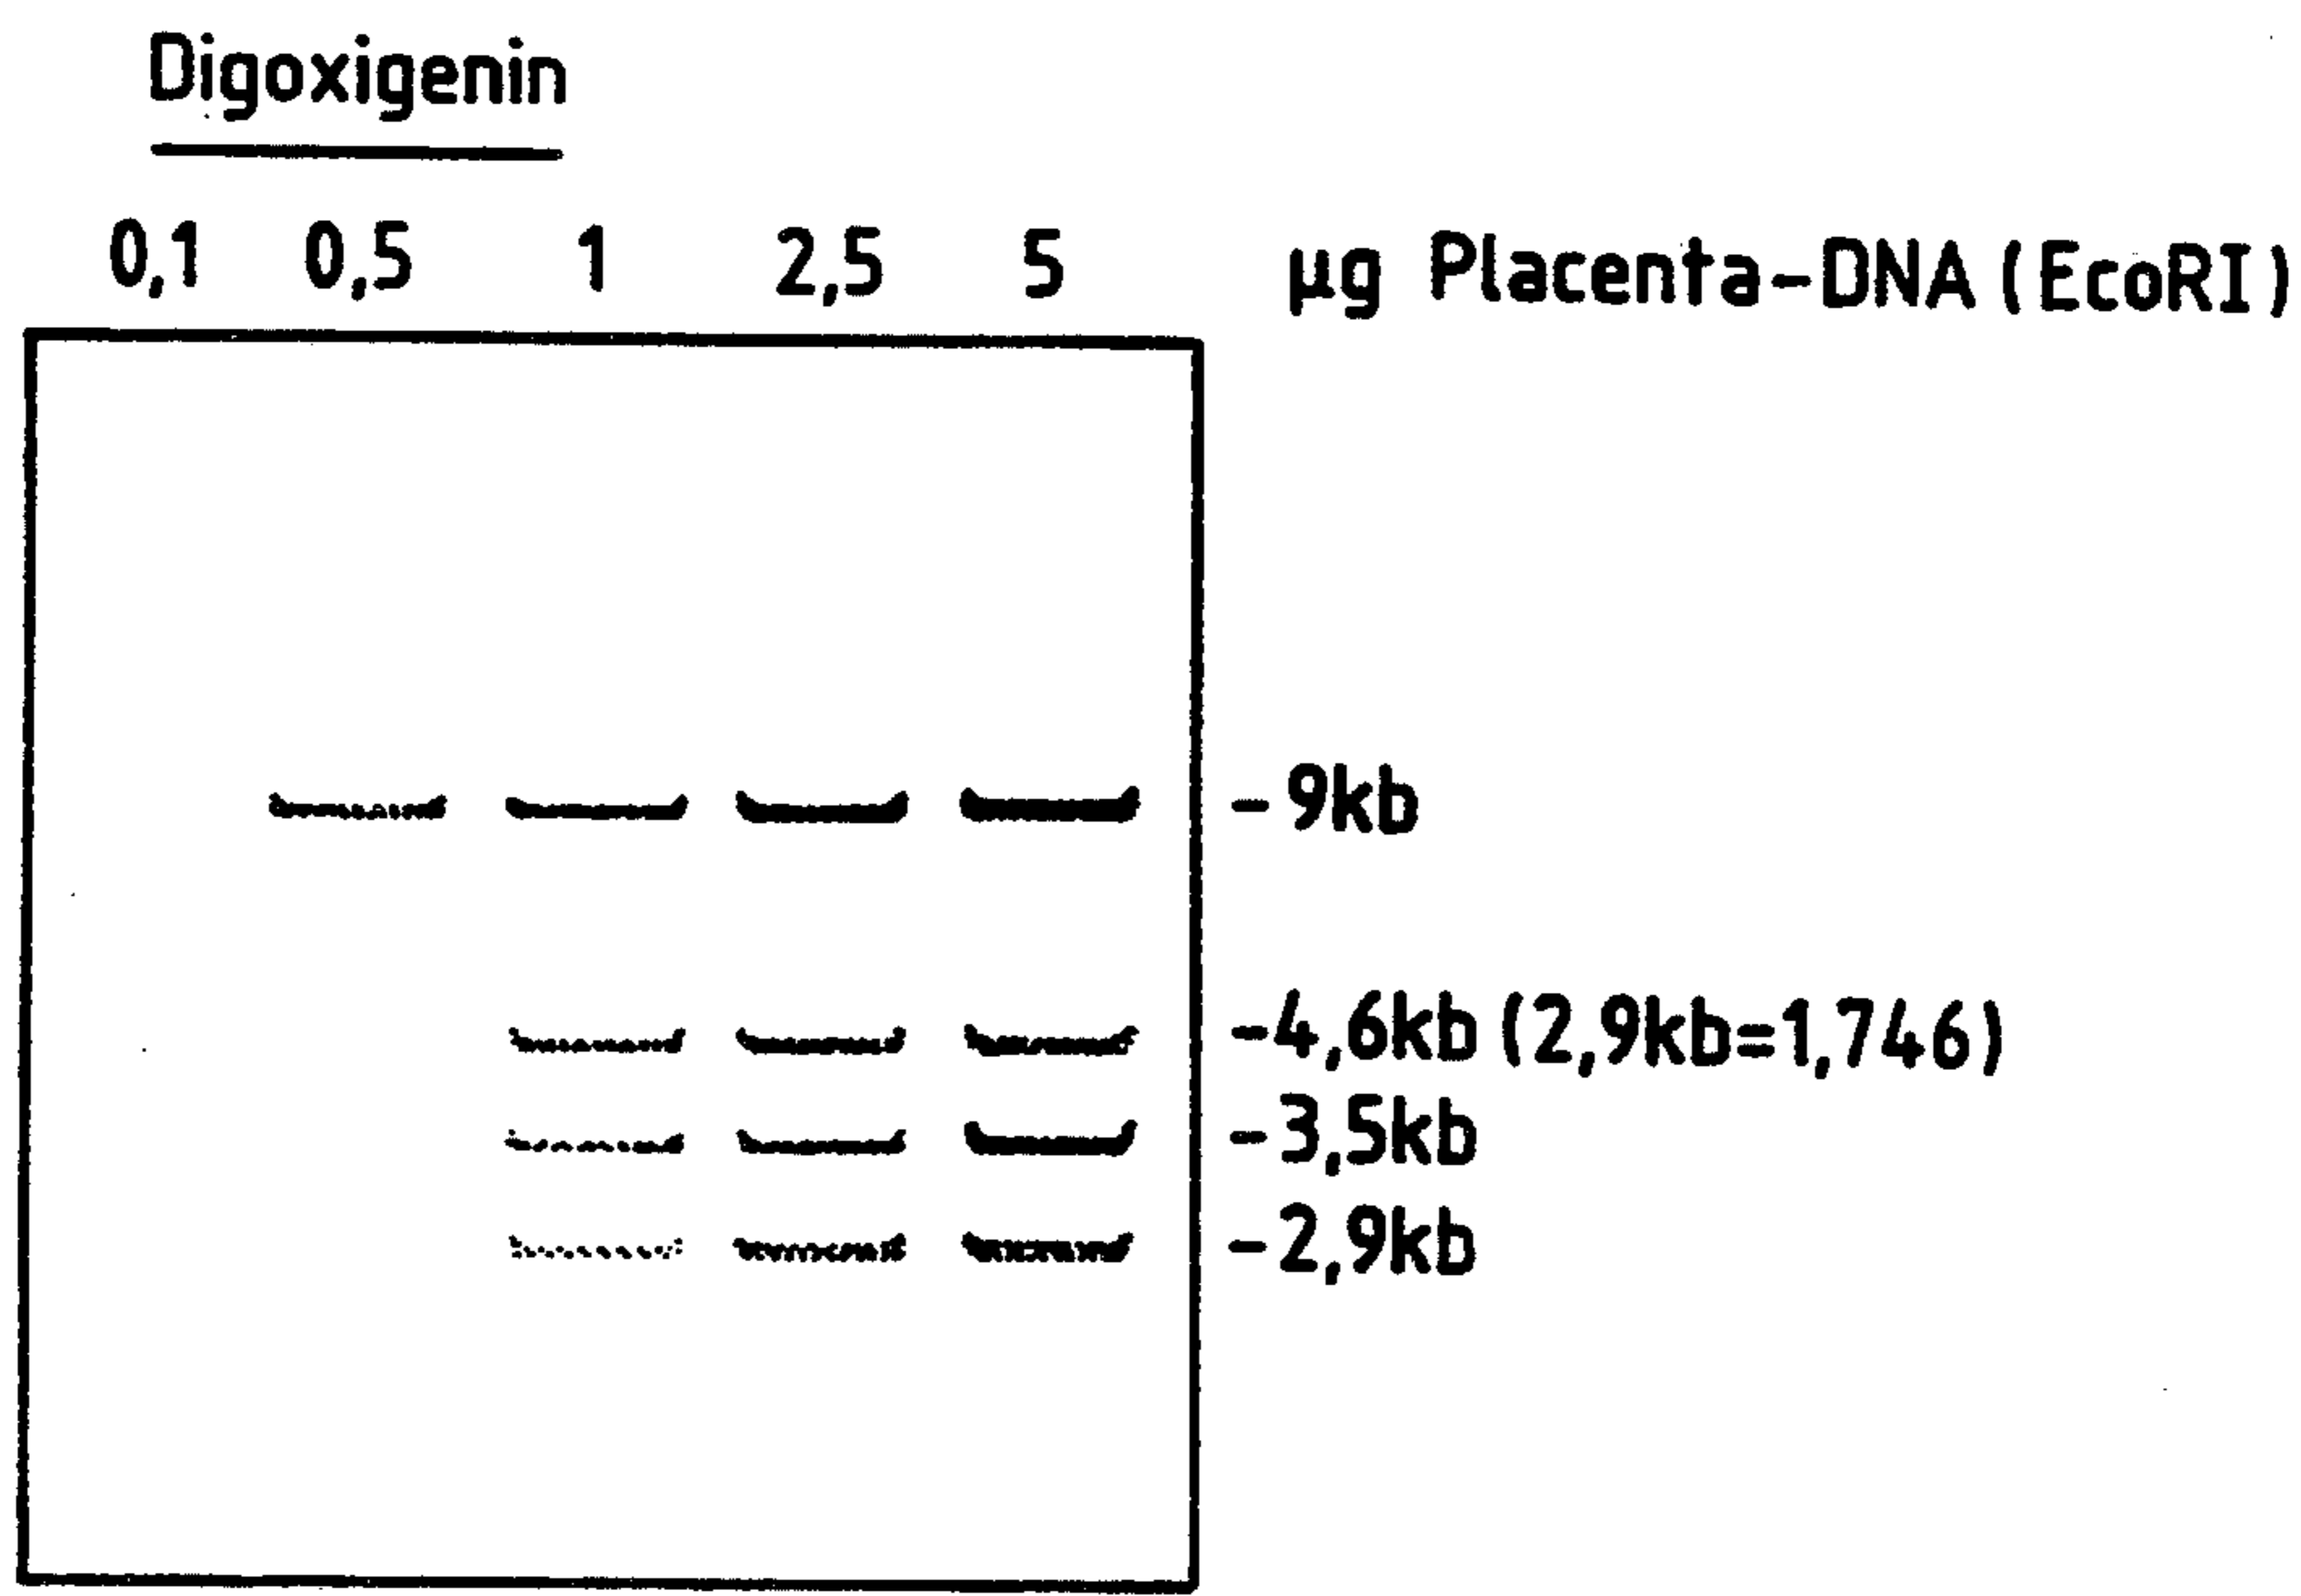 Digoxigenin
0,1 0,5 1 2,5 5 µg Placenta-DNA (EcoRI)
-9kb
-4,6kb (2,9kb=1,746)
-3,5kb
-2,9kb